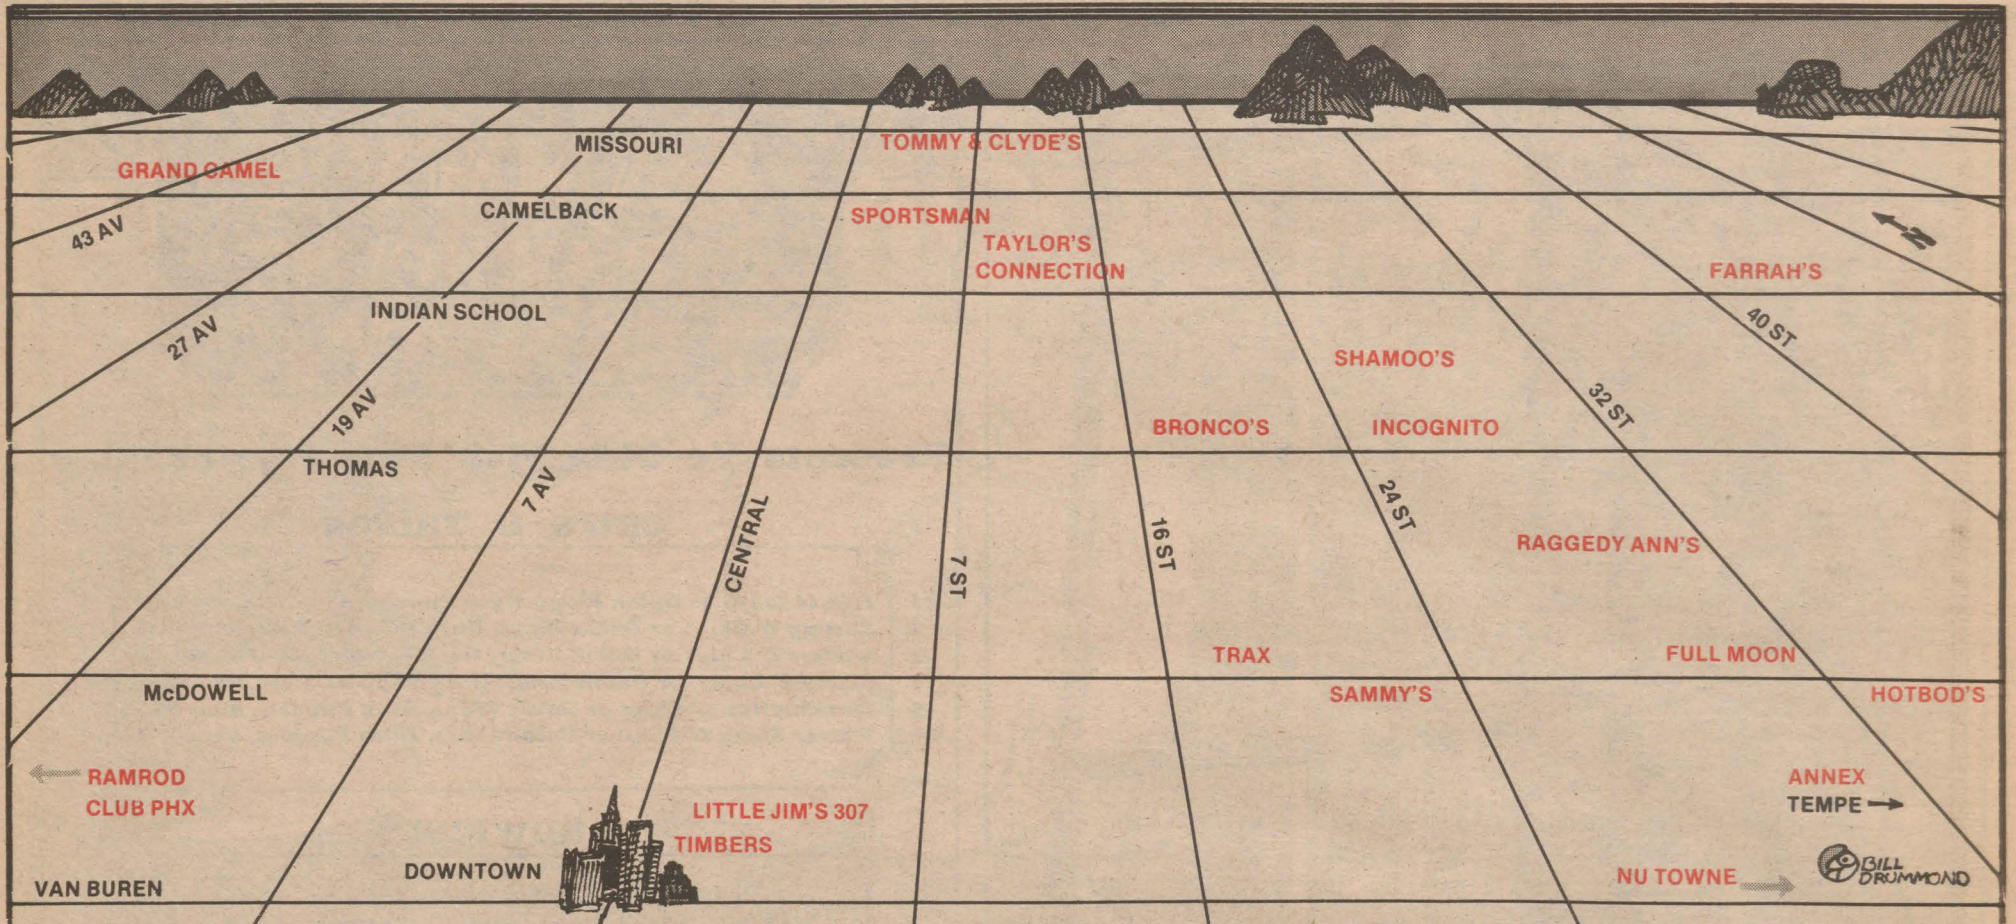 MISSOURI
TOMMY & CLYDE'S
GRAND CAMEL
CAMELBACK
SPORTSMAN
43 AV
N
TAYLOR'S
CONNECTION
FARRAH'S
INDIAN SCHOOL
27 AV
40 ST
SHAMOO'S
19 AV
32 ST
BRONCO'S
INCOGNITO
THOMAS
7 AV
CENTRAL
24 ST
16 ST
RAGGEDY ANN'S
7 ST
TRAX
FULL MOON
McDOWELL
SAMMY'S
HOTBOD'S
RAMROD
CLUB PHX
ANNEX
TEMPE
LITTLE JIM'S 307
TIMBERS
DOWNTOWN
VAN BUREN
NU TOWNE
BILL
DRUMMOND